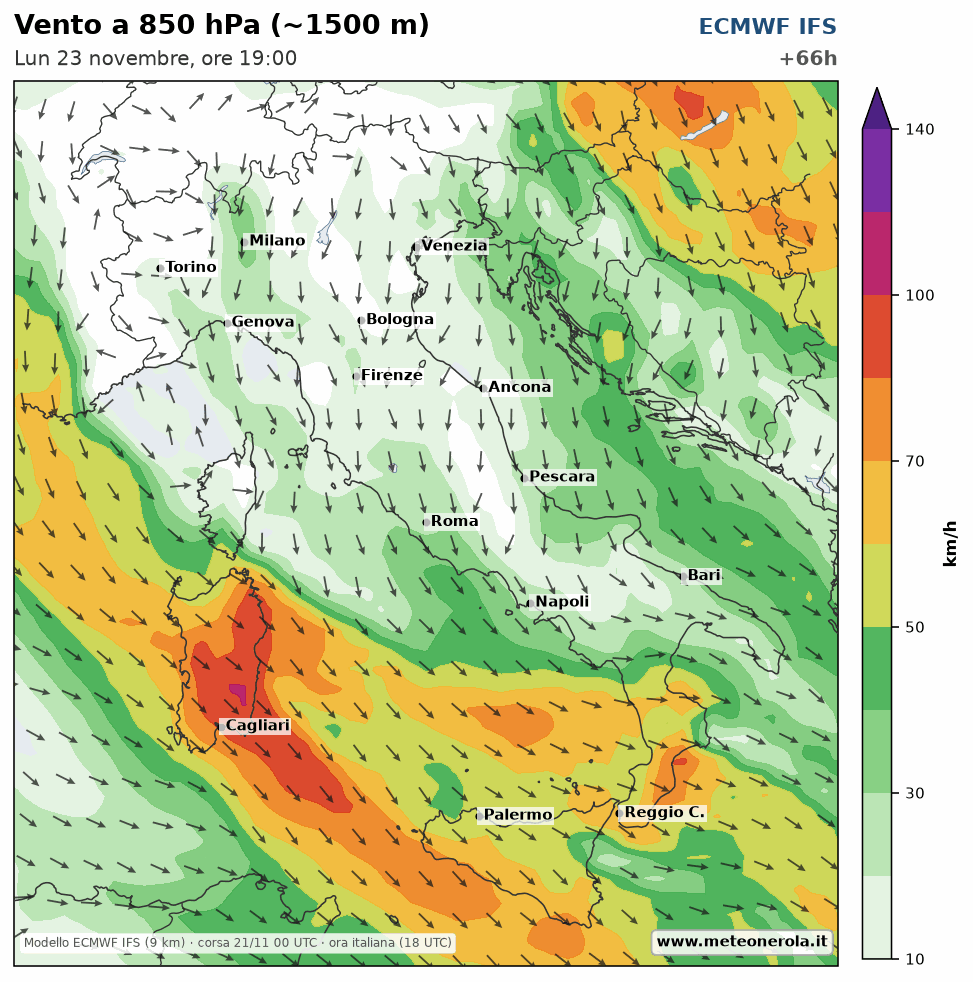 Vento a 850 hPa (~1500 m)
ECMWF IFS
Lun 23 novembre, ore 19:00
+66h
Milano
Venezia
Torino
Genova
Bologna
Firenze
Ancona
Pescara
Roma
Bari
Napoli
Cagliari
Palermo
Reggio C.
140
100
70
50
30
10
km/h
Modello ECMWF IFS (9 km) · corsa 21/11 00 UTC · ora italiana (18 UTC)
www.meteonerola.it